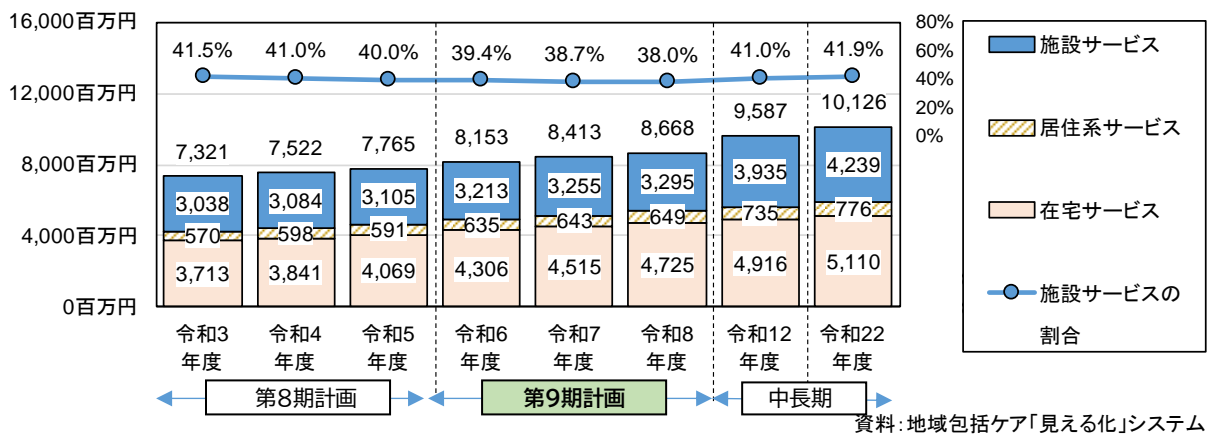 16,000百万円
12,000百万円
8,000百万円
4,000百万円
0百万円
41.5% 41.0% 40.0% 39.4% 38.7% 38.0% 41.0% 41.9%
7,321 7,522 7,765 8,153 8,413 8,668 9,587 10,126
3,038 3,084 3,105 3,213 3,255 3,295 3,935 4,239
570 598 591 635 643 649 735 776
3,713 3,841 4,069 4,306 4,515 4,725 4,916 5,110
令和3 令和4 令和5 令和6 令和7 令和8 令和12 令和22
年度 年度 年度 年度 年度 年度 年度 年度
第8期計画 第9期計画 中長期
80%
60%
40%
20%
0%
施設サービス
居住系サービス
在宅サービス
施設サービスの
割合
資料:地域包括ケア「見える化」システム